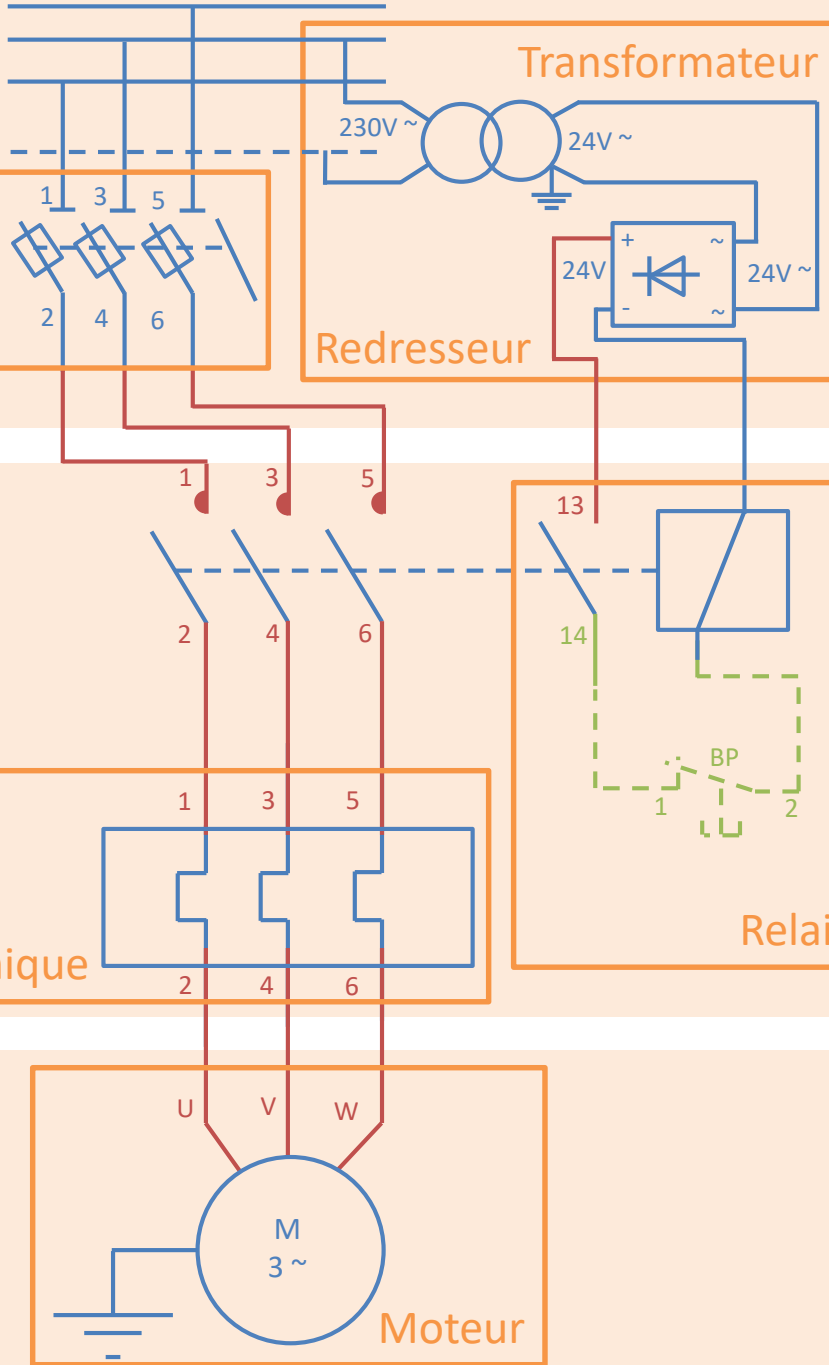 Transformateur
230V ~
24V ~
1 3 5
+ ~
24V
24V ~
- ~
2 4 6
Redresseur
1 3 5
13
2 4 6
14
BP
1 2
1 3 5
Relai
nique
2 4 6
U V W
M
3 ~
Moteur